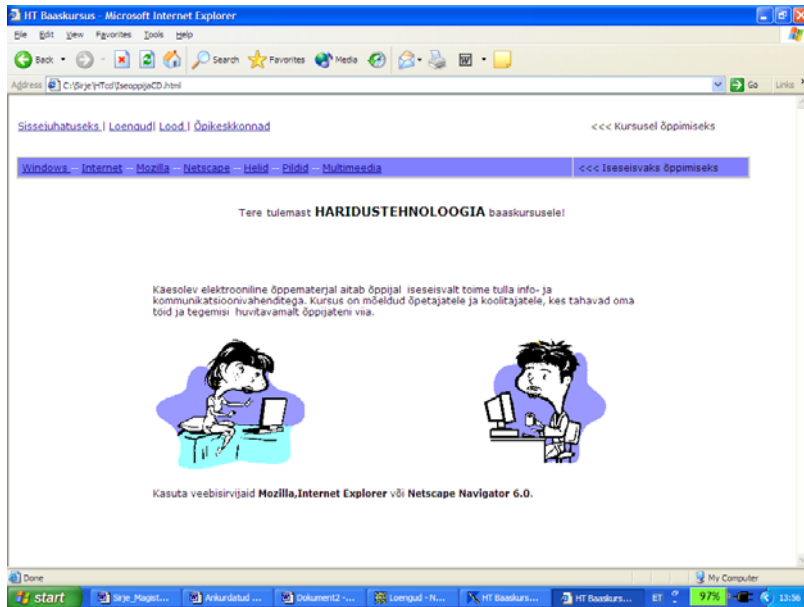 HT Baaskursus - Microsoft Internet Explorer
File Edit View Favorites Tools Help
Back Search Favorites Media
Address C:\Sirje\HTcd\IseoppijaCD.html Go Links
Sissejuhatuseks | Loengud| Lood | Õpikeskkonnad <<< Kursusel õppimiseks
Windows -- Internet -- Mozilla -- Netscape -- Helid -- Pildid -- Multimeedia <<< Iseseisvaks õppimiseks
Tere tulemast HARIDUSTEHNOLOOGIA baaskursusele!
Käesolev elektrooniline õppematerjal aitab õppijal iseseisvalt toime tulla info- ja
kommunikatsioonivahenditega. Kursus on mõeldud õpetajatele ja koolitajatele, kes tahavad oma
töid ja tegemisi huvitavamalt õppijateni viia.
Kasuta veebisirvijaid Mozilla,Internet Explorer või Netscape Navigator 6.0.
Done My Computer
start Sirje_Magist... Ankurdatud ... Dokument2 -... Loengud - N... HT Baaskurs... HT Baaskurs... ET 97% 13:56